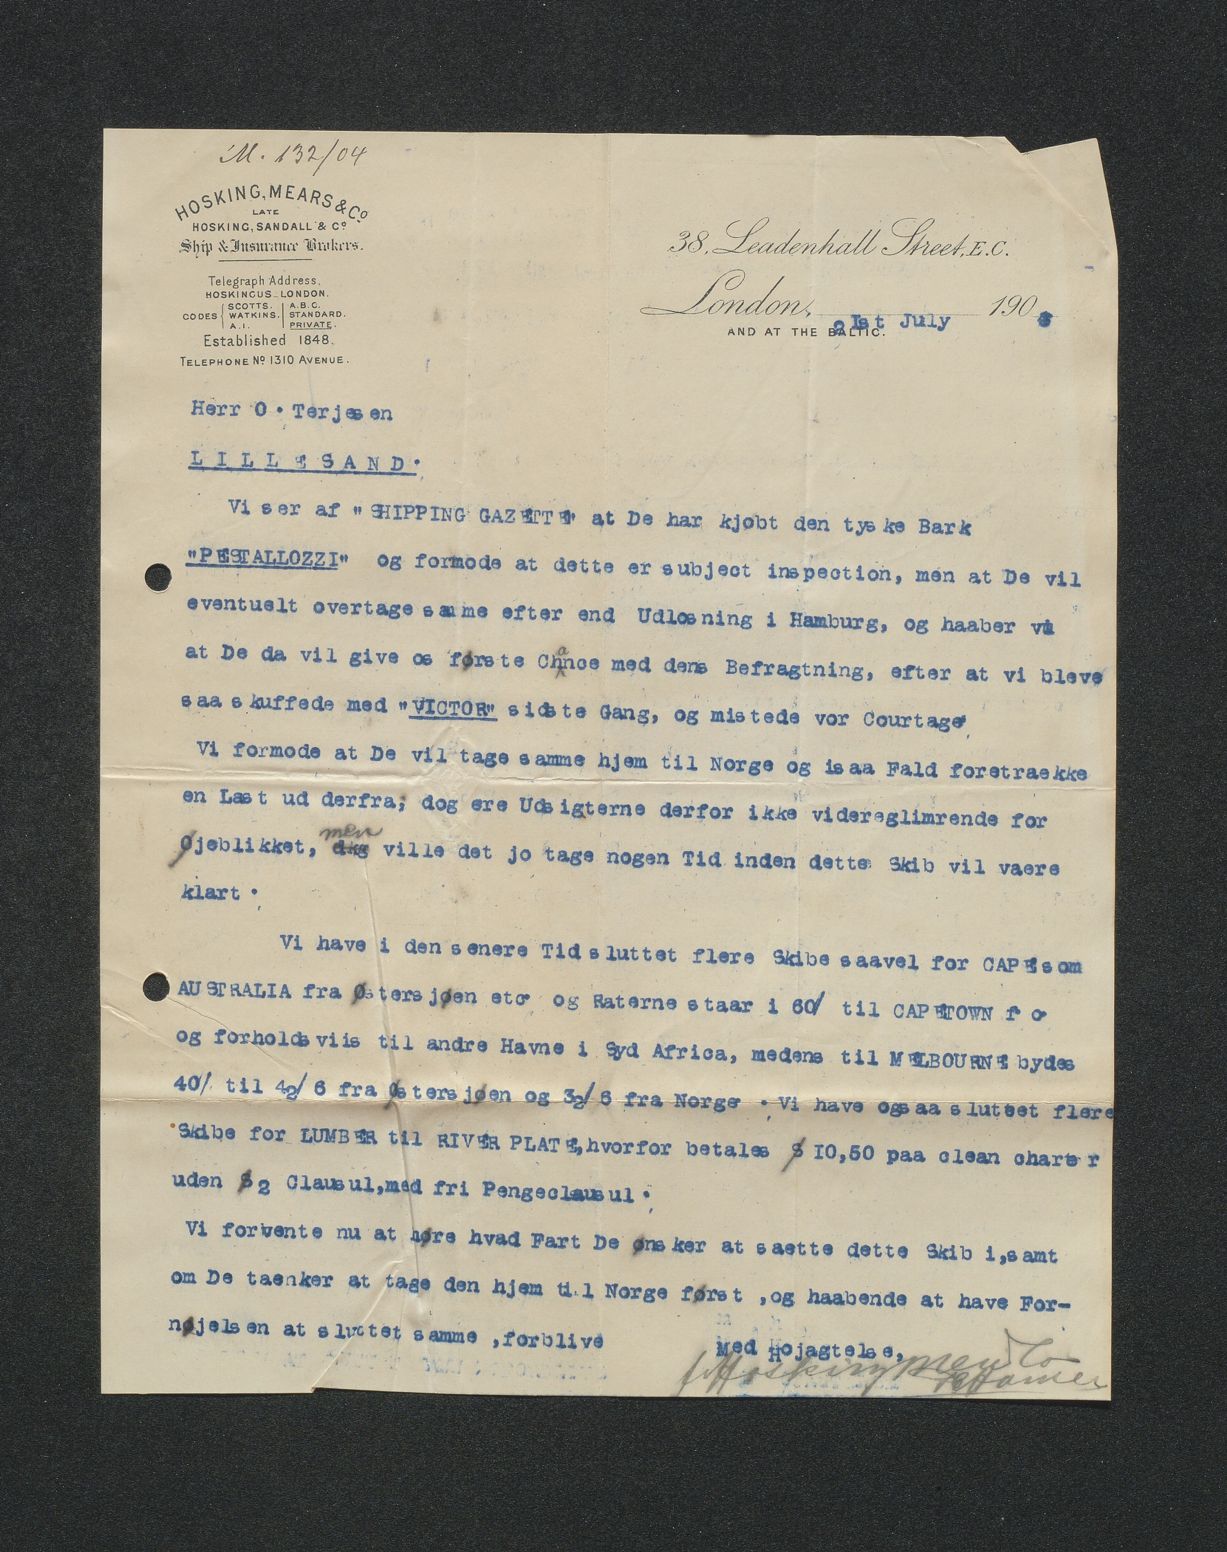 M. 132/04
HOSKING, MEARS & Co
LATE
HOSKING, SANDALL & Co
Ship & Insurance Brokers.
Telegraph Address,
HOSKINGUS_LONDON.
CODES { SCOTTS. WATKINS. A.I. | A.B.C. STANDARD. PRIVATE.
Established 1848.
TELEPHONE No 1310 AVENUE.
38, Leadenhall Street, E.C.
London, 21st July 190
AND AT THE BALTIC.
Herr O. Terjesen
LILLESAND.
Vi ser af "SHIPPING GAZETTE" at De har kjøbt den tyske Bark
"PESTALLOZZI" og formode at dette er subject inspection, men at De vil
eventuelt overtage samme efter end Udlosning i Hamburg, og haaber vi
at De da vil give os første Chance med dens Befragtning, efter at vi bleve
saa skuffede med "VICTOR" sidste Gang, og mistede vor Courtage
Vi formode at De vil tage samme hjem til Norge og isaa Fald foretraekke
en Last ud derfra; dog ere Udsigterne derfor ikke videreglimrende for
Øjeblikket, men ville det jo tage nogen Tid inden dette Skib vil vaere
klart.
Vi have i den senere Tid sluttet flere Skibe saavel for CAPE som
AUSTRALIA fra Østersjøen etc og Raterne staar i 60/ til CAPETOWN f o
og forholdsviis til andre Havne i Syd Africa, medens til MELBOURNE bydes
40/ til 42/6 fra Østersjøen og 32/6 fra Norge. Vi have ogsaa sluttet flere
Skibe for LUMBER til RIVER PLATE, hvorfor betales $ 10,50 paa clean charter
uden $2 Clausul, med fri Pengeclausul.
Vi forvente nu at høre hvad Fart De ønsker at saette dette Skib i, samt
om De taenker at tage den hjem til Norge først, og haabende at have For-
nøjelsen at sluttet samme, forblive
Med Hojagtelse,
Hosking Mears & Co